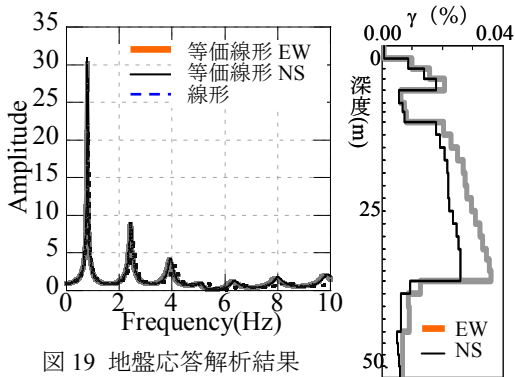 35
30
25
20
15
10
5
0
Amplitude
等価線形 EW
等価線形 NS
線形
0 2 4 6 8 10
Frequency(Hz)
図 19 地盤応答解析結果
γ (%)
0.00 0.04
0
25
50
深度(m)
EW
NS